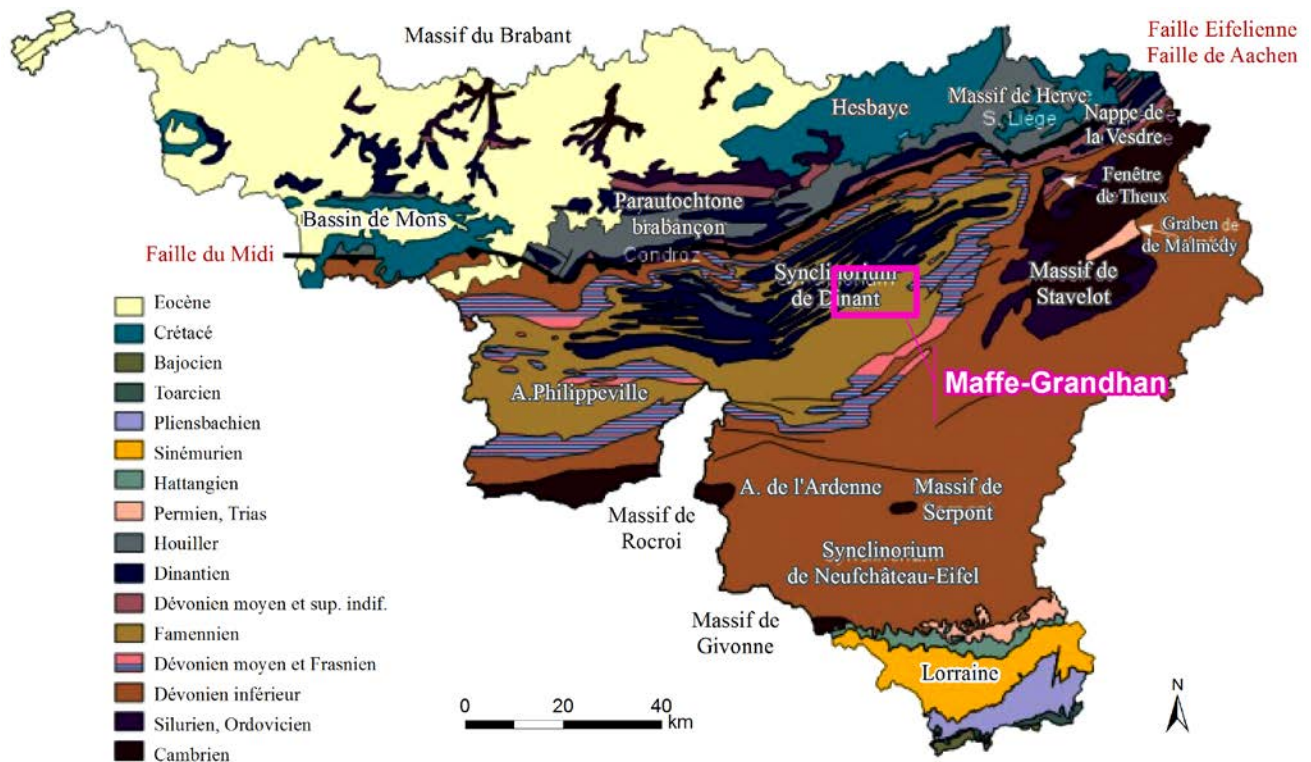 Massif du Brabant
Faille Eifelienne
Faille de Aachen
Hesbaye
Massif de Herve
S. Liége
Nappe de
la Vesdre
Fenêtre
de Theux
Graben de
de Malmédy
Parautochtone
brabançon
Condroz
Bassin de Mons
Faille du Midi
Synclinorium
de Dinant
Massif de
Stavelot
Maffe-Grandhan
A.Philippeville
Eocène
Crétacé
Bajocien
Toarcien
Pliensbachien
Sinémurien
Hattangien
Permien, Trias
Houiller
Dinantien
Dévonien moyen et sup. indif.
Famennien
Dévonien moyen et Frasnien
Dévonien inférieur
Silurien, Ordovicien
Cambrien
A. de l'Ardenne
Massif de
Serpont
Massif de
Rocroi
Synclinorium
de Neufchâteau-Eifel
Massif de
Givonne
Lorraine
0 20 40
km
N